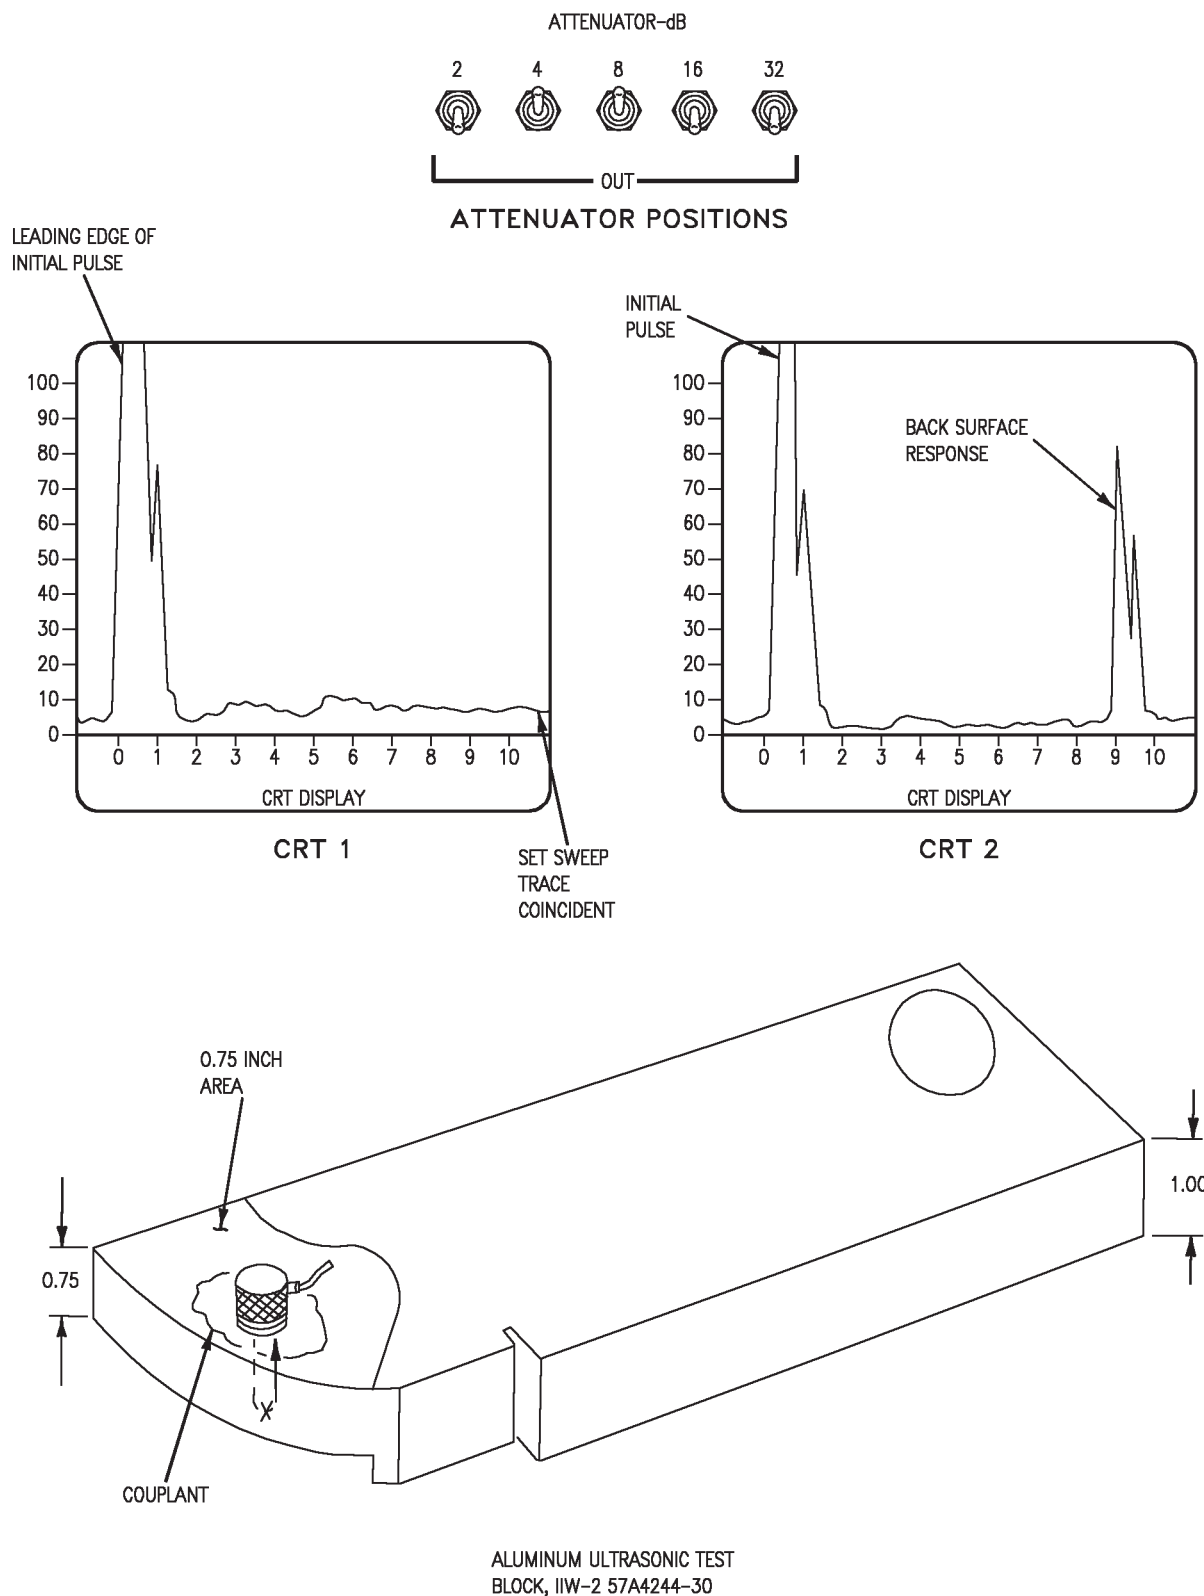 ATTENUATOR-dB
2 4 8 16 32
OUT
ATTENUATOR POSITIONS
LEADING EDGE OF
INITIAL PULSE
100
90
80
70
60
50
40
30
20
10
0
0 1 2 3 4 5 6 7 8 9 10
CRT DISPLAY
CRT 1
SET SWEEP
TRACE
COINCIDENT
INITIAL
PULSE
BACK SURFACE
RESPONSE
100
90
80
70
60
50
40
30
20
10
0
0 1 2 3 4 5 6 7 8 9 10
CRT DISPLAY
CRT 2
0.75 INCH
AREA
1.00
0.75
COUPLANT
ALUMINUM ULTRASONIC TEST
BLOCK, IIW-2 57A4244-30